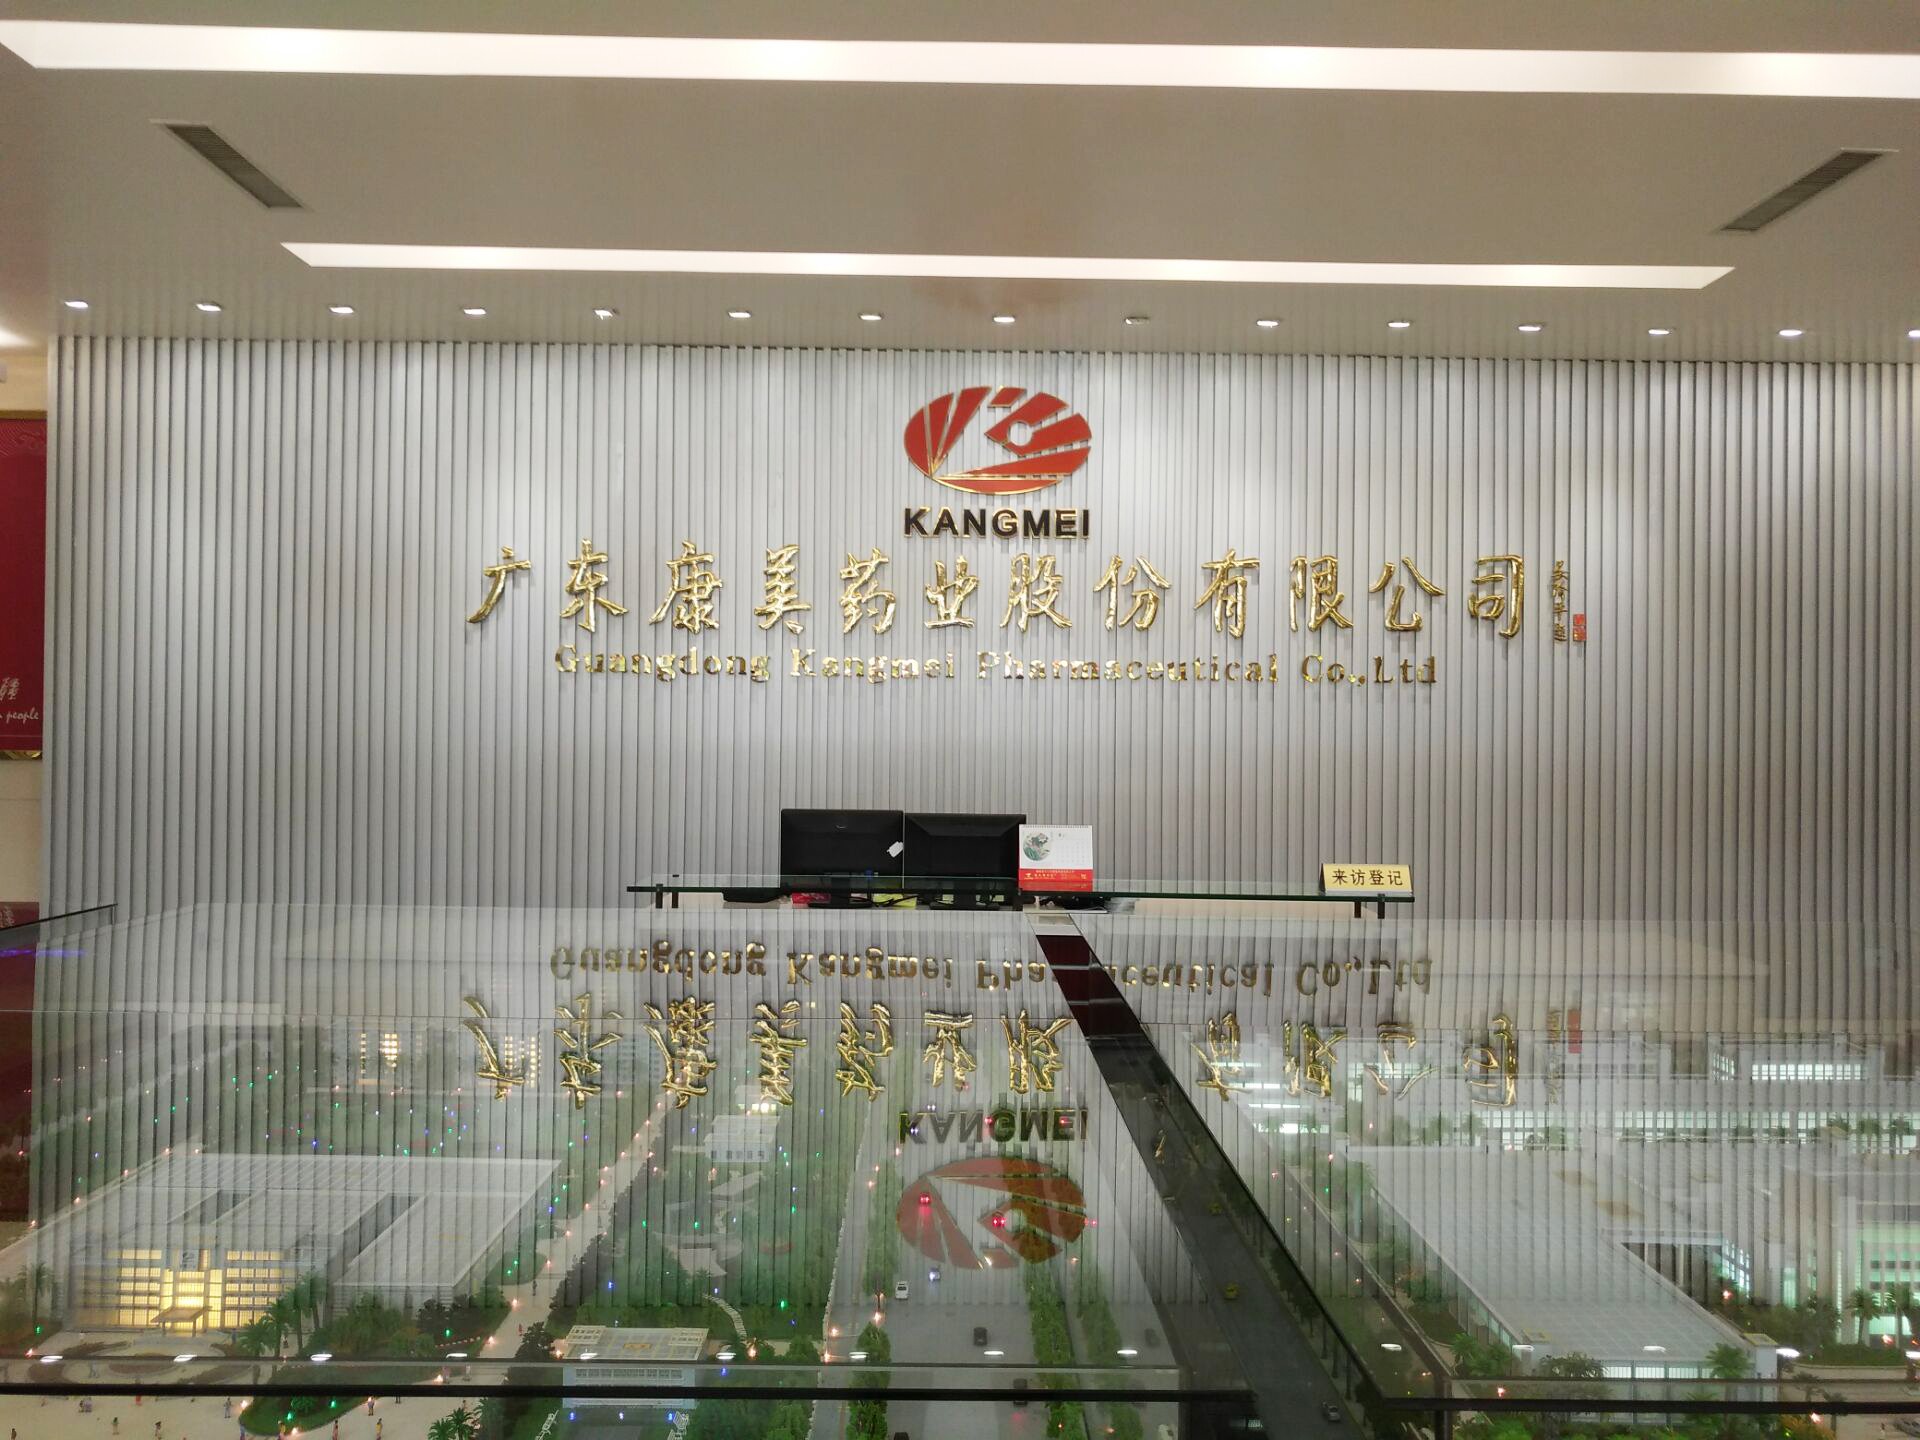 KANGMEI
广东康美药业股份有限公司
Guangdong Kangmei Pharmaceutical Co.,Ltd
来访登记
people